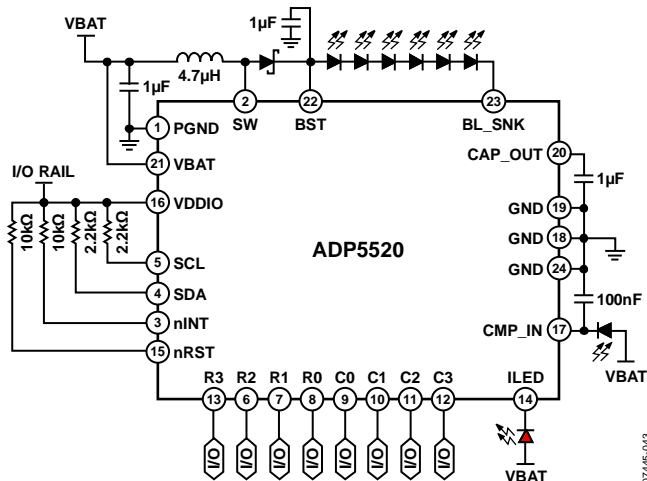 VBAT
1µF
4.7µH
1µF
2
SW
22
BST
23
BL_SNK
1
PGND
21
VBAT
I/O RAIL
16
VDDIO
10kΩ
10kΩ
2.2kΩ
2.2kΩ
5
SCL
4
SDA
3
nINT
15
nRST
ADP5520
CAP_OUT
20
1µF
GND
19
GND
18
GND
24
100nF
CMP_IN
17
VBAT
R3
R2
R1
R0
C0
C1
C2
C3
ILED
13
6
7
8
9
10
11
12
14
I/O
I/O
I/O
I/O
I/O
I/O
I/O
I/O
VBAT
07446-043